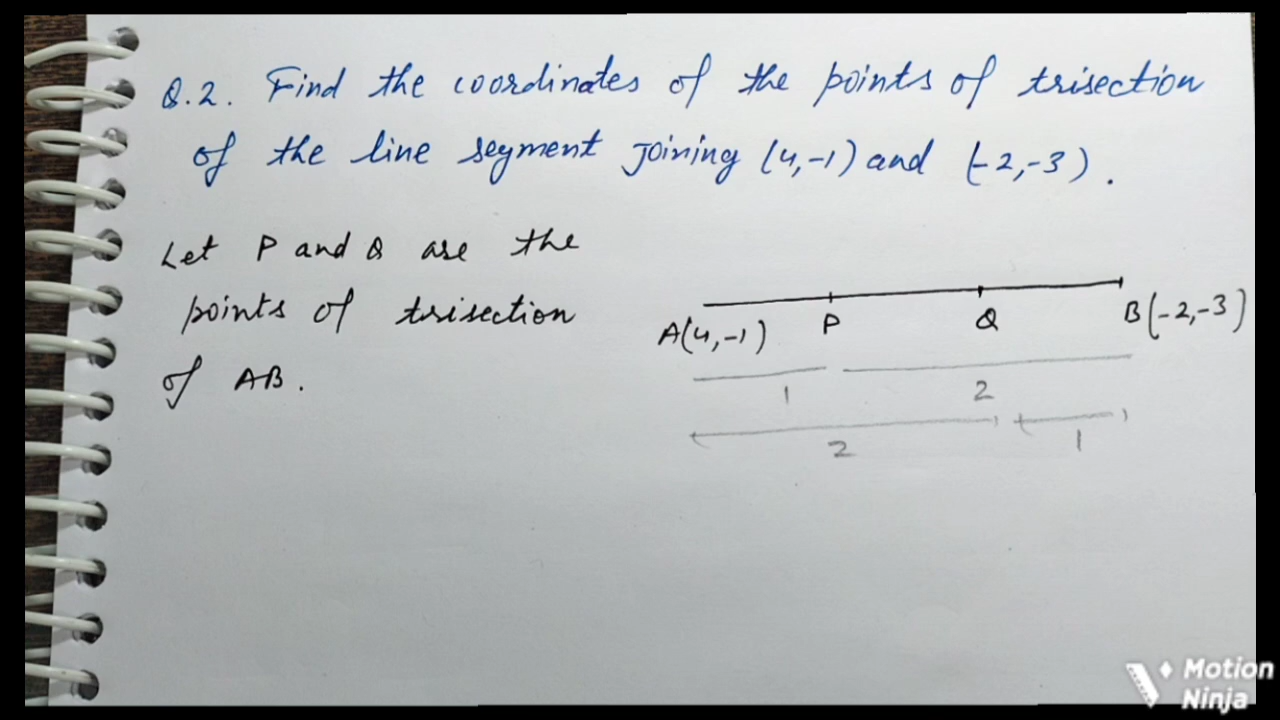 Q.2. Find the coordinates of the points of trisection
of the line segment joining (4,-1) and (-2,-3).
Let P and Q are the
points of trisection
of AB.
A(4,-1) P Q B(-2,-3)
1 2
2 1
Motion
Ninja